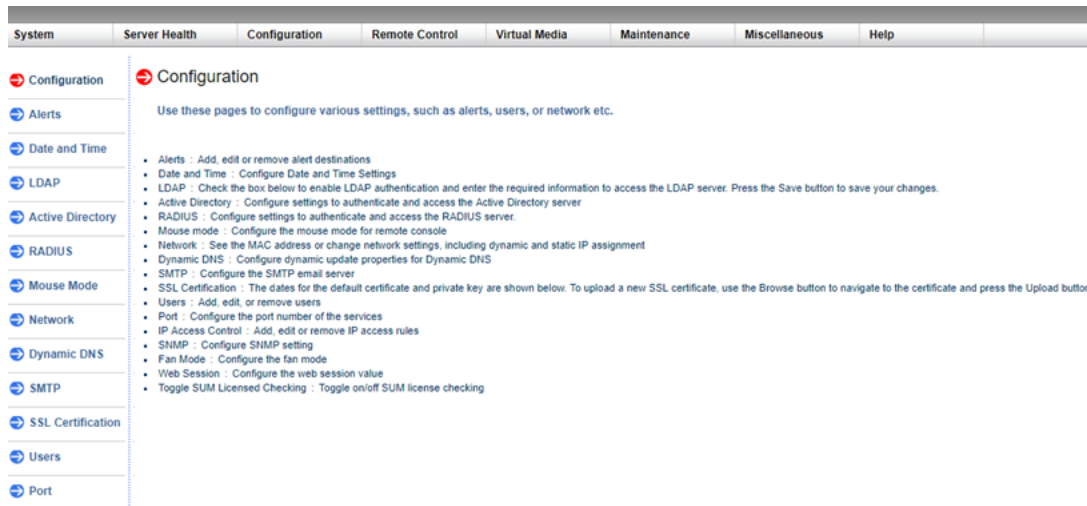 System Server Health Configuration Remote Control Virtual Media Maintenance Miscellaneous Help
Configuration
Alerts
Date and Time
LDAP
Active Directory
RADIUS
Mouse Mode
Network
Dynamic DNS
SMTP
SSL Certification
Users
Port
Configuration
Use these pages to configure various settings, such as alerts, users, or network etc.
Alerts : Add, edit or remove alert destinations
Date and Time : Configure Date and Time Settings
LDAP : Check the box below to enable LDAP authentication and enter the required information to access the LDAP server. Press the Save button to save your changes.
Active Directory : Configure settings to authenticate and access the Active Directory server
RADIUS : Configure settings to authenticate and access the RADIUS server.
Mouse mode : Configure the mouse mode for remote console
Network : See the MAC address or change network settings, including dynamic and static IP assignment
Dynamic DNS : Configure dynamic update properties for Dynamic DNS
SMTP : Configure the SMTP email server
SSL Certification : The dates for the default certificate and private key are shown below. To upload a new SSL certificate, use the Browse button to navigate to the certificate and press the Upload button
Users : Add, edit, or remove users
Port : Configure the port number of the services
IP Access Control : Add, edit or remove IP access rules
SNMP : Configure SNMP setting
Fan Mode : Configure the fan mode
Web Session : Configure the web session value
Toggle SUM Licensed Checking : Toggle on/off SUM license checking